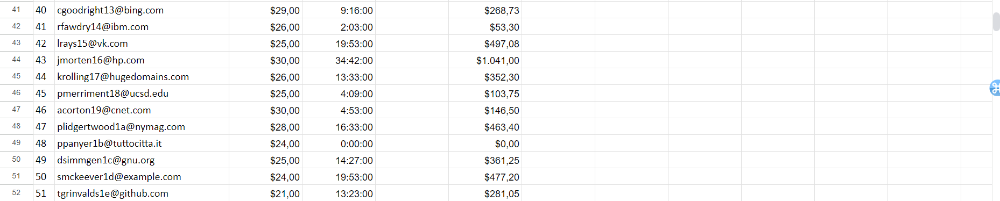 41 40 cgoodright13@bing.com $29,00 9:16:00 $268,73
42 41 rfawdry14@ibm.com $26,00 2:03:00 $53,30
43 42 lrays15@vk.com $25,00 19:53:00 $497,08
44 43 jmorten16@hp.com $30,00 34:42:00 $1.041,00
45 44 krolling17@hugedomains.com $26,00 13:33:00 $352,30
46 45 pmerriment18@ucsd.edu $25,00 4:09:00 $103,75
47 46 acorton19@cnet.com $30,00 4:53:00 $146,50
48 47 plidgertwood1a@nymag.com $28,00 16:33:00 $463,40
49 48 ppanyer1b@tuttocitta.it $24,00 0:00:00 $0,00
50 49 dsimmgen1c@gnu.org $25,00 14:27:00 $361,25
51 50 smckeever1d@example.com $24,00 19:53:00 $477,20
52 51 tgrinvalds1e@github.com $21,00 13:23:00 $281,05